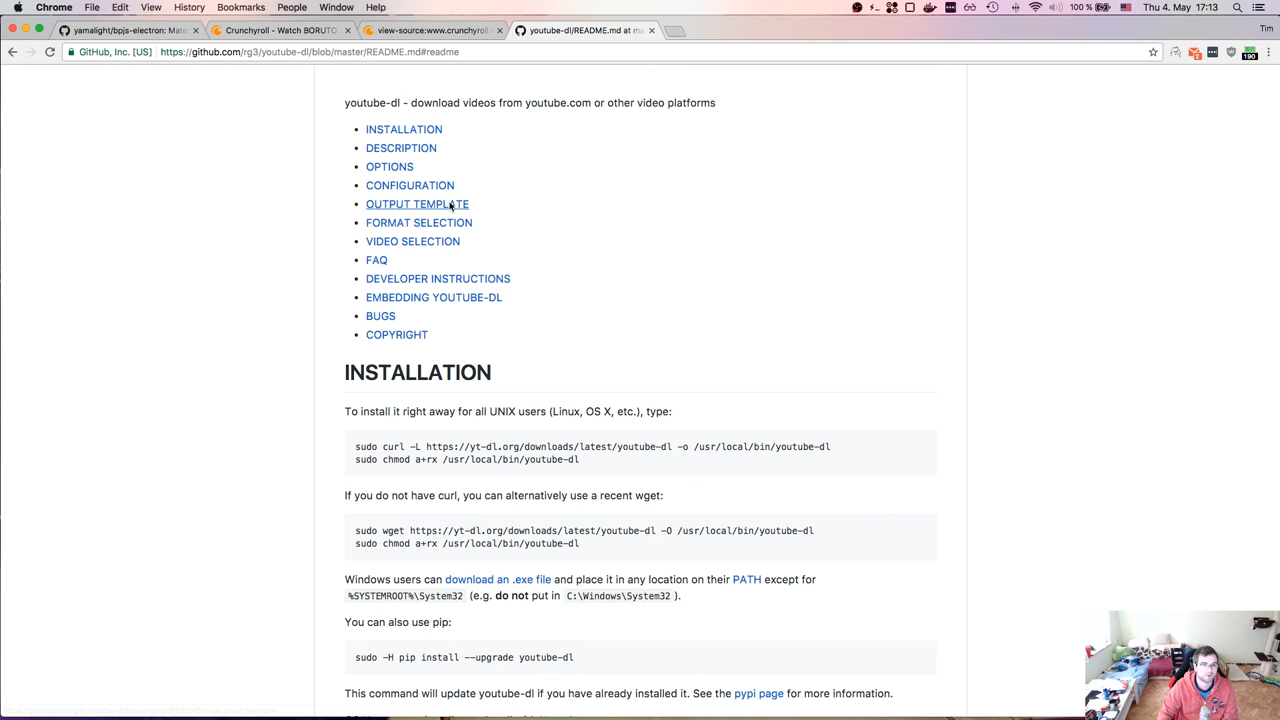 Chrome File Edit View History Bookmarks People Window Help 100 % Thu 4. May 17:13
yamalight/bpjs-electron: Mate Crunchyroll - Watch BORUTO view-source:www.crunchyroll. youtube-dl/README.md at ma Tim
GitHub, Inc. [US] https://github.com/rg3/youtube-dl/blob/master/README.md#readme 190
youtube-dl - download videos from youtube.com or other video platforms
• INSTALLATION
• DESCRIPTION
• OPTIONS
• CONFIGURATION
• OUTPUT TEMPLATE
• FORMAT SELECTION
• VIDEO SELECTION
• FAQ
• DEVELOPER INSTRUCTIONS
• EMBEDDING YOUTUBE-DL
• BUGS
• COPYRIGHT
INSTALLATION
To install it right away for all UNIX users (Linux, OS X, etc.), type:
sudo curl -L https://yt-dl.org/downloads/latest/youtube-dl -o /usr/local/bin/youtube-dl
sudo chmod a+rx /usr/local/bin/youtube-dl
If you do not have curl, you can alternatively use a recent wget:
sudo wget https://yt-dl.org/downloads/latest/youtube-dl -O /usr/local/bin/youtube-dl
sudo chmod a+rx /usr/local/bin/youtube-dl
Windows users can download an .exe file and place it in any location on their PATH except for
%SYSTEMROOT%\System32 (e.g. do not put in C:\Windows\System32 ).
You can also use pip:
sudo -H pip install --upgrade youtube-dl
This command will update youtube-dl if you have already installed it. See the pypi page for more information.